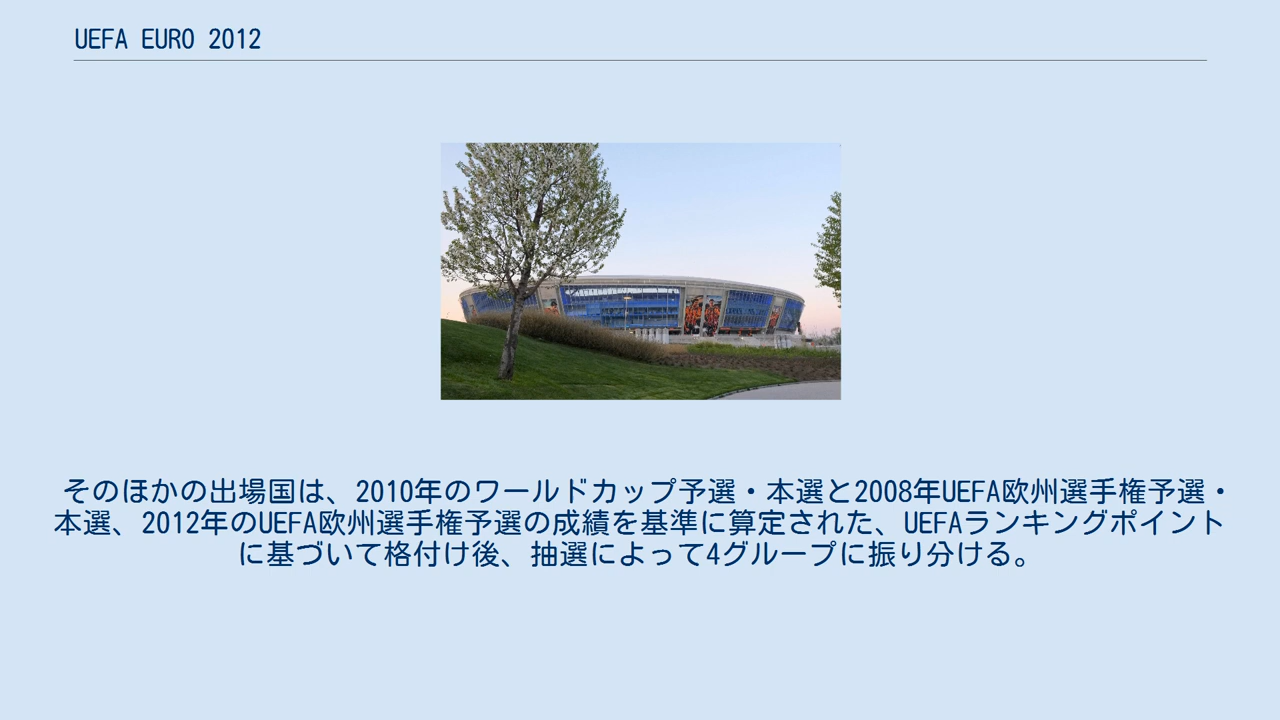 UEFA EURO 2012
そのほかの出場国は、2010年のワールドカップ予選・本選と2008年UEFA欧州選手権予選・
本選、2012年のUEFA欧州選手権予選の成績を基準に算定された、UEFAランキングポイント
に基づいて格付け後、抽選によって4グループに振り分ける。